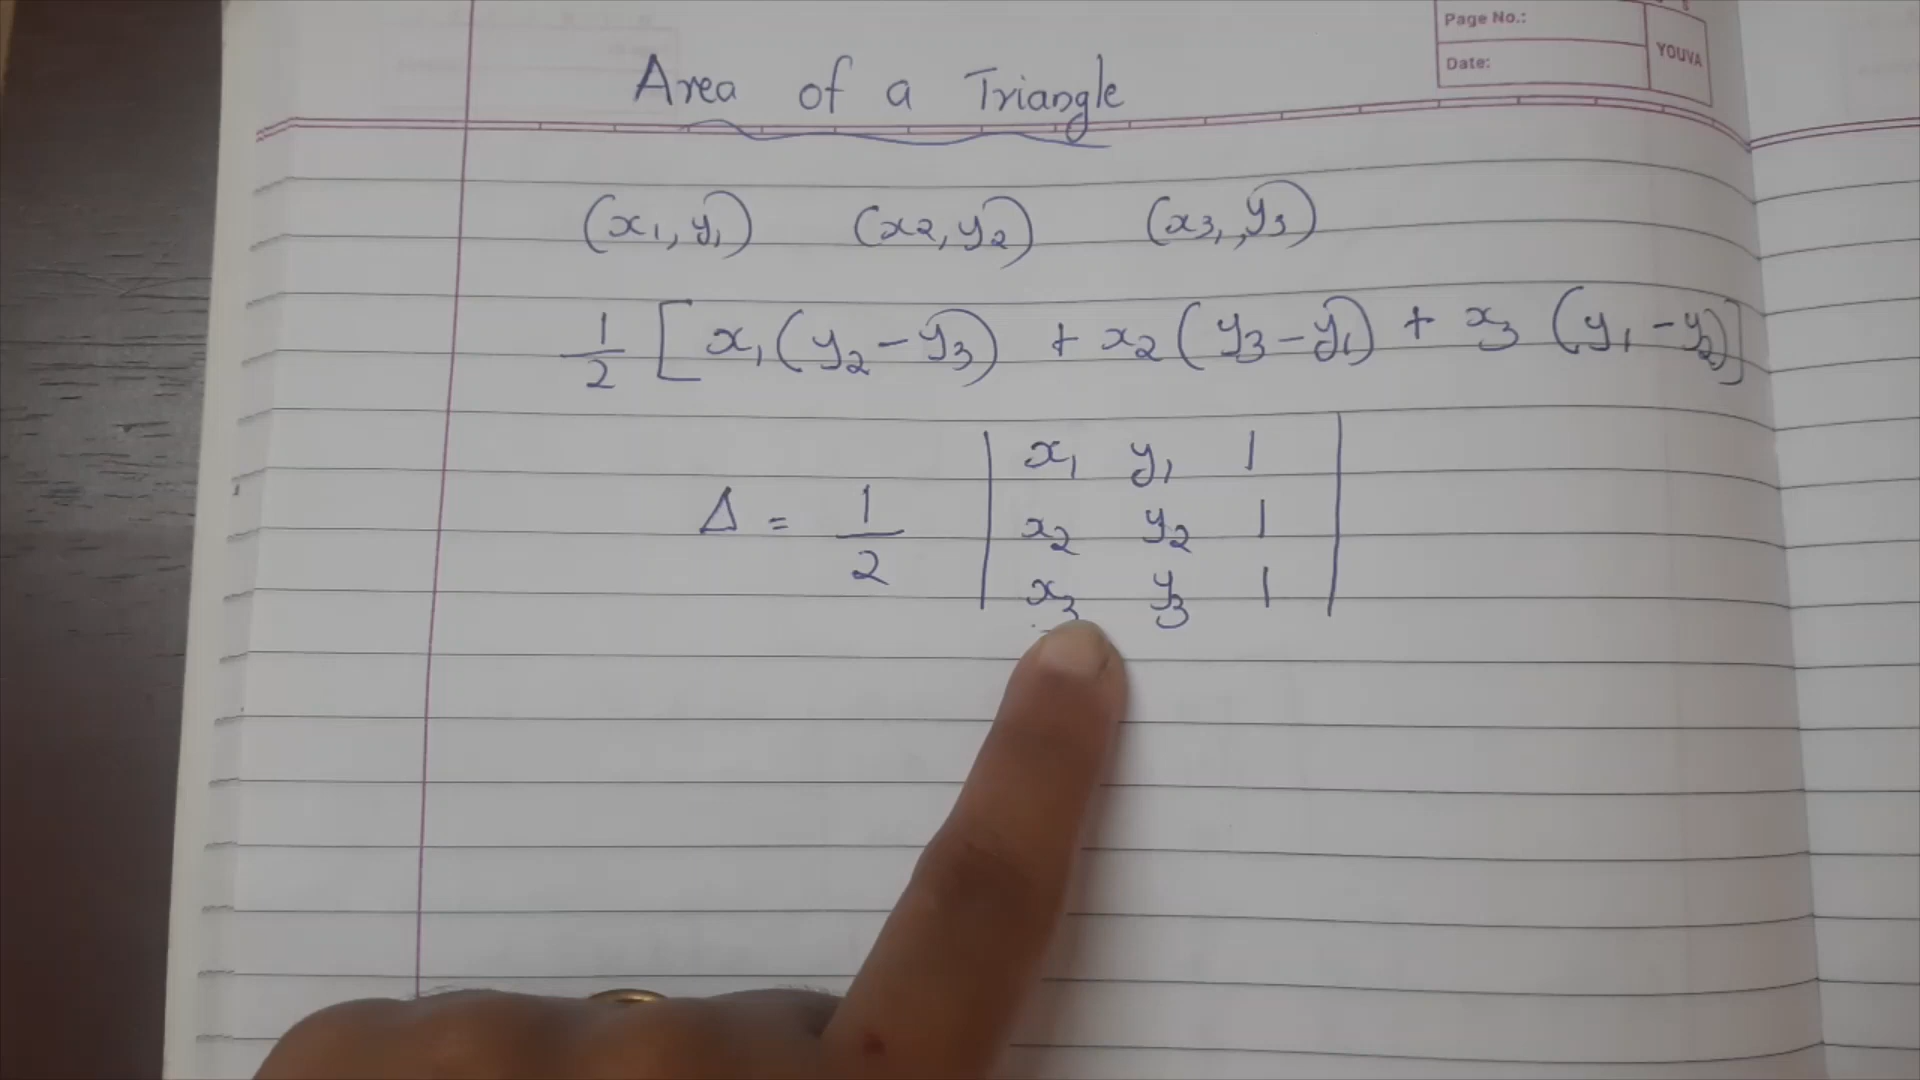 Page No.:
Date:
YOUVA
Area of a Triangle
(x₁, y₁) (x₂, y₂) (x₃, y₃)
1/2 [x₁(y₂ - y₃) + x₂(y₃ - y₁) + x₃(y₁ - y₂)]
Δ = 1/2 | x₁ y₁ 1 |
| x₂ y₂ 1 |
| x₃ y₃ 1 |